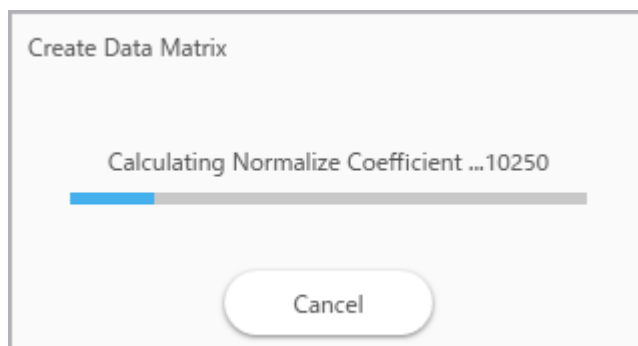 Create Data Matrix
Calculating Normalize Coefficient ...10250
Cancel